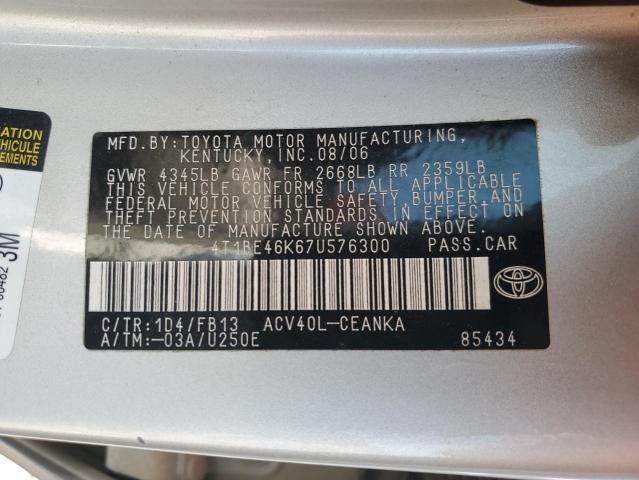 MFD.BY:TOYOTA MOTOR MANUFACTURING,
KENTUCKY,INC.08/06
GVWR 4345LB GAWR FR 2668LB RR 2359LB
THIS VEHICLE CONFORMS TO ALL APPLICABLE
FEDERAL MOTOR VEHICLE SAFETY, BUMPER,AND
THEFT PREVENTION STANDARDS IN EFFECT ON
THE DATE OF MANUFACTURE SHOWN ABOVE.
4T1BE46K67U576300 PASS.CAR
C/TR:1D4/FB13 ACV40L-CEANKA
A/TM:-03A/U250E 85434
TOYOTA
VEHICLE
3M